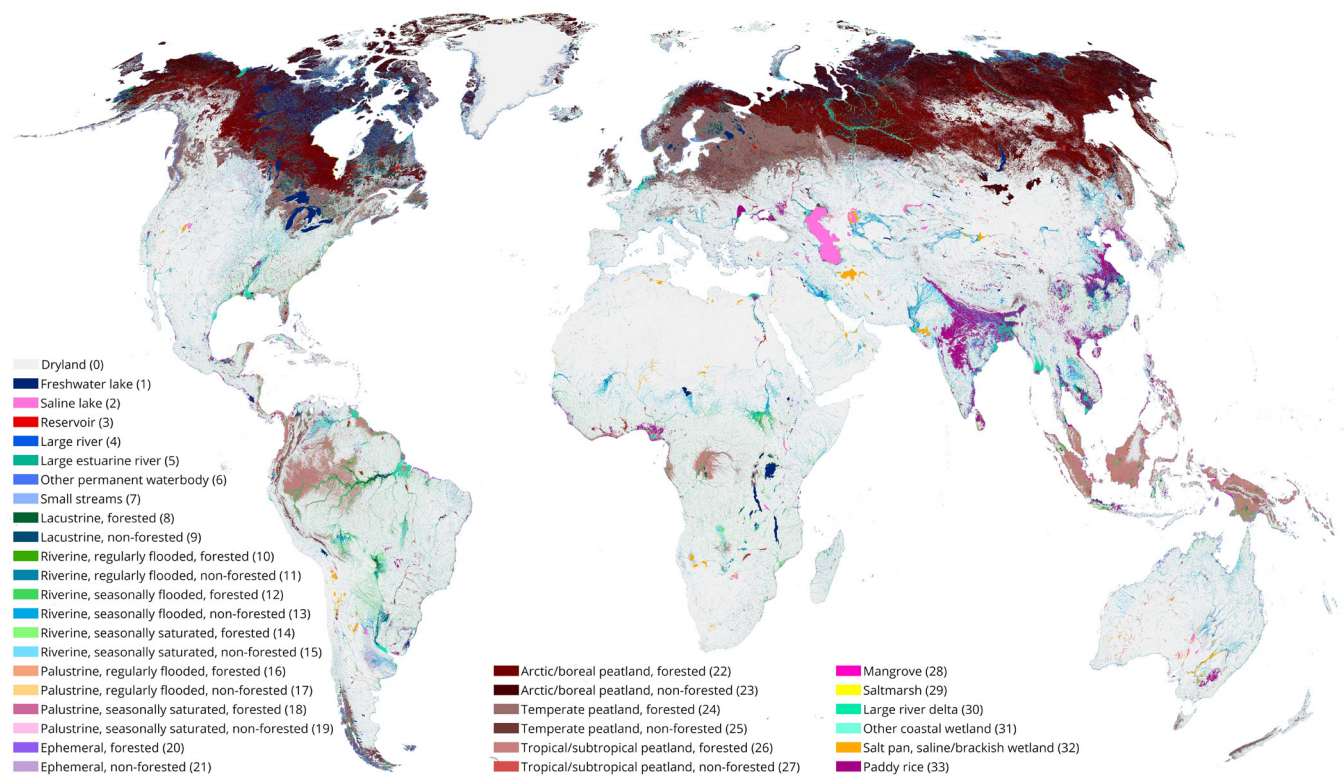 Dryland (0)
Freshwater lake (1)
Saline lake (2)
Reservoir (3)
Large river (4)
Large estuarine river (5)
Other permanent waterbody (6)
Small streams (7)
Lacustrine, forested (8)
Lacustrine, non-forested (9)
Riverine, regularly flooded, forested (10)
Riverine, regularly flooded, non-forested (11)
Riverine, seasonally flooded, forested (12)
Riverine, seasonally flooded, non-forested (13)
Riverine, seasonally saturated, forested (14)
Riverine, seasonally saturated, non-forested (15)
Palustrine, regularly flooded, forested (16)
Palustrine, regularly flooded, non-forested (17)
Palustrine, seasonally saturated, forested (18)
Palustrine, seasonally saturated, non-forested (19)
Ephemeral, forested (20)
Ephemeral, non-forested (21)
Arctic/boreal peatland, forested (22)
Arctic/boreal peatland, non-forested (23)
Temperate peatland, forested (24)
Temperate peatland, non-forested (25)
Tropical/subtropical peatland, forested (26)
Tropical/subtropical peatland, non-forested (27)
Mangrove (28)
Saltmarsh (29)
Large river delta (30)
Other coastal wetland (31)
Salt pan, saline/brackish wetland (32)
Paddy rice (33)